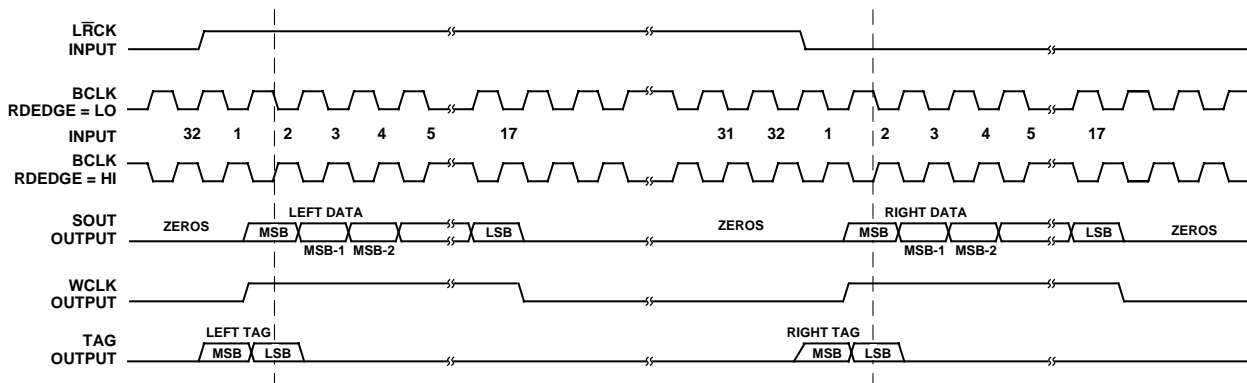 LRCK
INPUT
BCLK
RDEDGE = LO
INPUT 32 1 2 3 4 5 17 31 32 1 2 3 4 5 17
BCLK
RDEDGE = HI
SOUT
OUTPUT
ZEROS LEFT DATA ZEROS RIGHT DATA ZEROS
MSB LSB MSB LSB
MSB-1 MSB-2 MSB-1 MSB-2
WCLK
OUTPUT
TAG
OUTPUT
LEFT TAG RIGHT TAG
MSB LSB MSB LSB